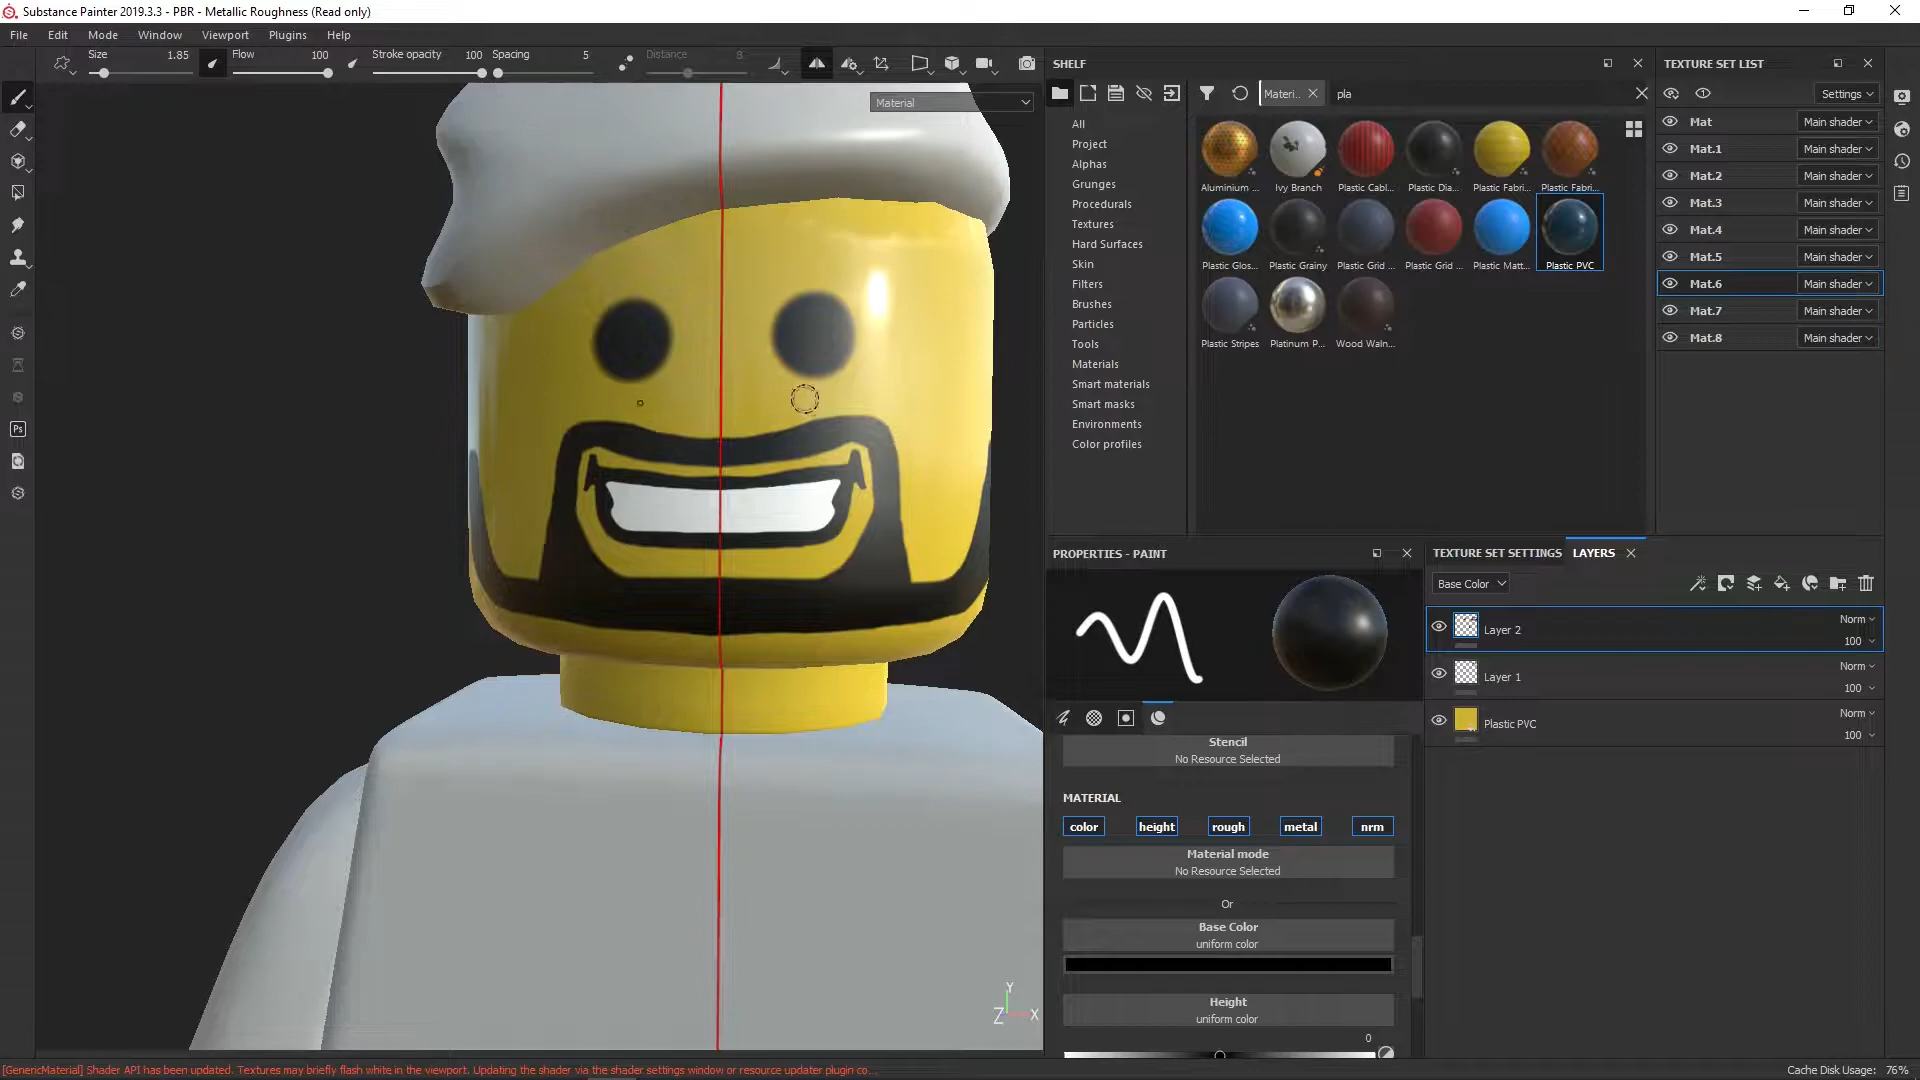 Substance Painter 2019.3.3 - PBR - Metallic Roughness (Read only)
File Edit Mode Window Viewport Plugins Help
Size 1.85 Flow 100 Stroke opacity 100 Spacing 5 Distance 8
Material
SHELF
Materi... pla
All
Project
Alphas
Grunges
Procedurals
Textures
Hard Surfaces
Skin
Filters
Brushes
Particles
Tools
Materials
Smart materials
Smart masks
Environments
Color profiles
Aluminium ... Ivy Branch Plastic Cabl... Plastic Dia... Plastic Fabri... Plastic Fabri...
Plastic Glos... Plastic Grainy Plastic Grid ... Plastic Grid ... Plastic Matt... Plastic PVC
Plastic Stripes Platinum P... Wood Waln...
TEXTURE SET LIST
Settings
Mat Main shader
Mat.1 Main shader
Mat.2 Main shader
Mat.3 Main shader
Mat.4 Main shader
Mat.5 Main shader
Mat.6 Main shader
Mat.7 Main shader
Mat.8 Main shader
PROPERTIES - PAINT
Stencil
No Resource Selected
MATERIAL
color height rough metal nrm
Material mode
No Resource Selected
Or
Base Color
uniform color
Height
uniform color
0
TEXTURE SET SETTINGS LAYERS
Base Color
Layer 2 Norm 100
Layer 1 Norm 100
Plastic PVC Norm 100
Ps
Y
Z X
[GenericMaterial] Shader API has been updated. Textures may briefly flash white in the viewport. Updating the shader via the shader settings window or resource updater plugin co...
Cache Disk Usage: 76%